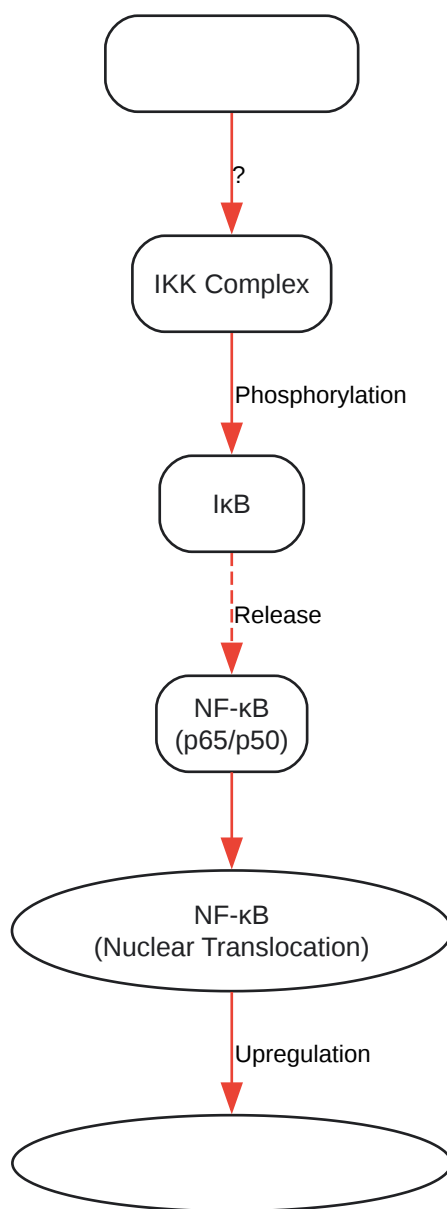 ?
IKK Complex
Phosphorylation
IκB
Release
NF-κB
(p65/p50)
NF-κB
(Nuclear Translocation)
Upregulation